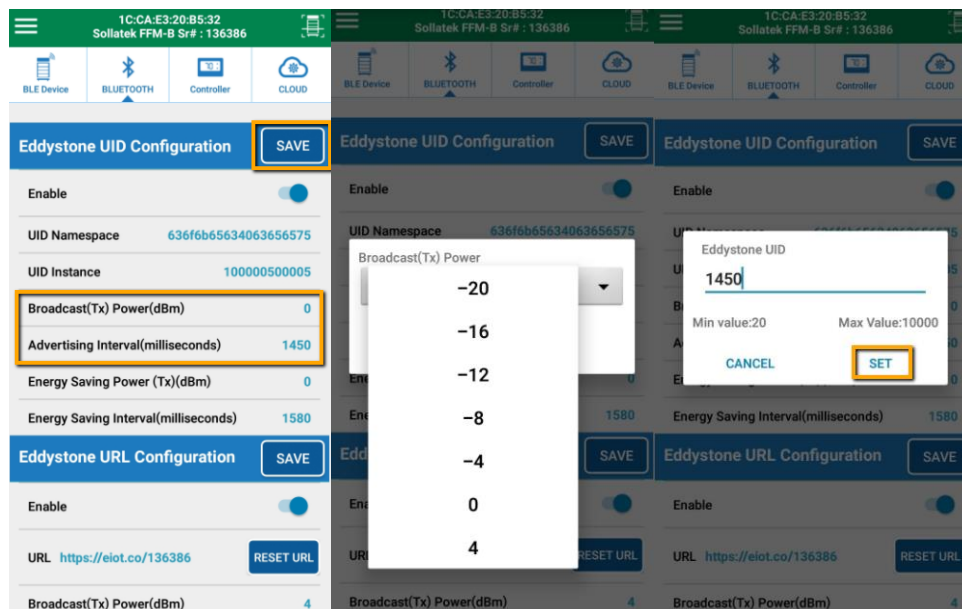 1C:CA:E3:20:B5:32
Sollatek FFM-B Sr# : 136386
BLE Device BLUETOOTH Controller CLOUD
Eddystone UID Configuration SAVE
Enable
UID Namespace 636f6b65634063656575
UID Instance 100000500005
Broadcast(Tx) Power(dBm) 0
Advertising Interval(milliseconds) 1450
Energy Saving Power (Tx)(dBm) 0
Energy Saving Interval(milliseconds) 1580
Eddystone URL Configuration SAVE
Enable
URL https://eiot.co/136386 RESET URL
Broadcast(Tx) Power(dBm) 4
1C:CA:E3:20:B5:32
Sollatek FFM-B Sr# : 136386
BLE Device BLUETOOTH Controller CLOUD
Eddystone UID Configuration SAVE
Enable
UID Namespace 636f6b65634063656575
Broadcast(Tx) Power
-20
-16
-12
-8
-4
0
4
0
1580
SAVE
RESET URL
Broadcast(Tx) Power(dBm) 4
1C:CA:E3:20:B5:32
Sollatek FFM-B Sr# : 136386
BLE Device BLUETOOTH Controller CLOUD
Eddystone UID Configuration SAVE
Enable
Eddystone UID
1450
Min value:20 Max Value:10000
CANCEL SET
Energy Saving Interval(milliseconds) 1580
Eddystone URL Configuration SAVE
Enable
URL https://eiot.co/136386 RESET URL
Broadcast(Tx) Power(dBm) 4